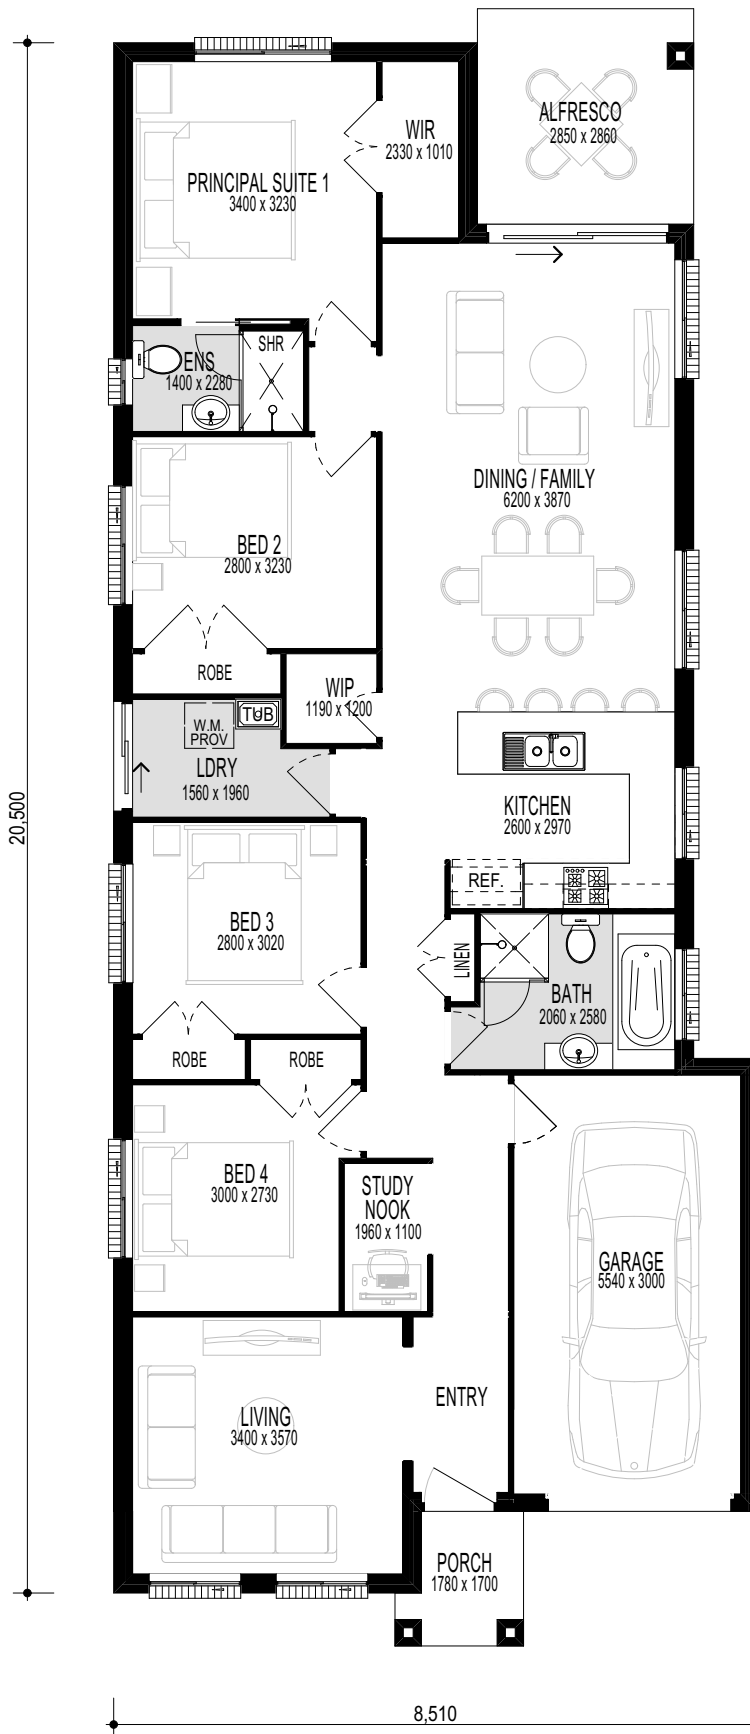 ALFRESCO
2850 x 2860
WIR
2330 x 1010
PRINCIPAL SUITE 1
3400 x 3230
SHR
ENS
1400 x 2280
DINING / FAMILY
6200 x 3870
BED 2
2800 x 3230
ROBE
WIP
1190 x 1200
TUB
W.M.
PROV
LDRY
1560 x 1960
KITCHEN
2600 x 2970
20,500
REF.
BED 3
2800 x 3020
LINEN
BATH
2060 x 2580
ROBE
ROBE
BED 4
3000 x 2730
STUDY
NOOK
1960 x 1100
GARAGE
5540 x 3000
ENTRY
LIVING
3400 x 3570
PORCH
1780 x 1700
8,510